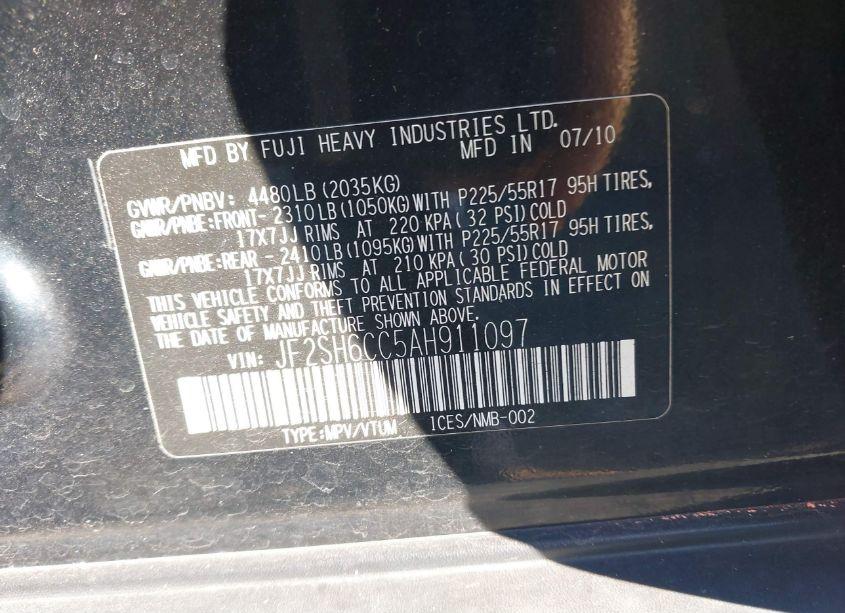 MFD BY FUJI HEAVY INDUSTRIES LTD.
MFD IN 07/10
GVWR/PNBV: 4480LB(2035KG)
GAWR/PNBE:FRONT- 2310LB(1050KG)WITH P225/55R17 95H TIRES,
17X7JJ RIMS AT 220 KPA( 32 PSI)COLD
GAWR/PNBE:REAR - 2410LB(1095KG)WITH P225/55R17 95H TIRES,
17X7JJ RIMS AT 210 KPA( 30 PSI)COLD
THIS VEHICLE CONFORMS TO ALL APPLICABLE FEDERAL MOTOR
VEHICLE SAFETY AND THEFT PREVENTION STANDARDS IN EFFECT ON
THE DATE OF MANUFACTURE SHOWN ABOVE.
VIN: JF2SH6CC5AH911097
1CES/NMB-002
TYPE:MPV/VTUM